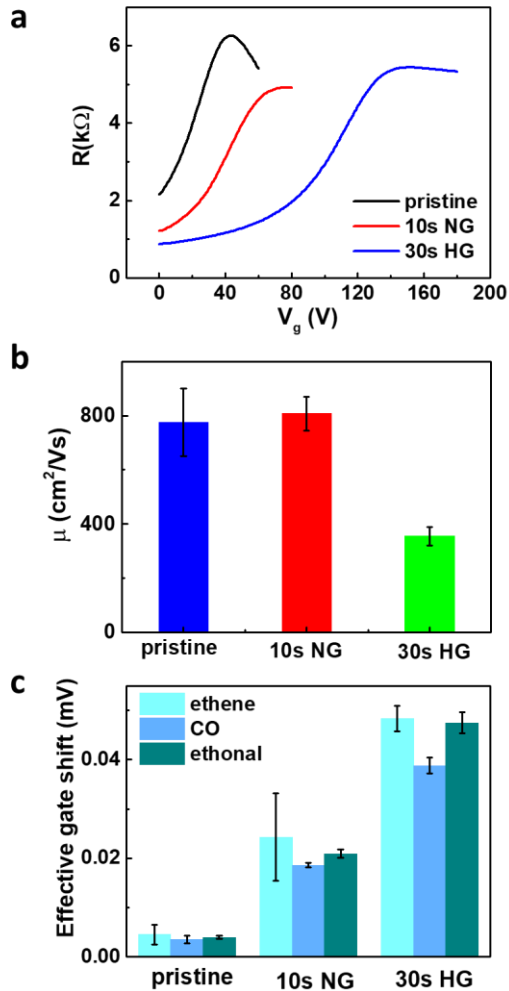 a
R(kΩ)
6
4
2
0
pristine
10s NG
30s HG
0 40 80 120 160 200
V_g (V)
b
μ (cm²/Vs)
800
400
0
pristine 10s NG 30s HG
c
Effective gate shift (mV)
ethene
CO
ethonal
0.04
0.02
0.00
pristine 10s NG 30s HG